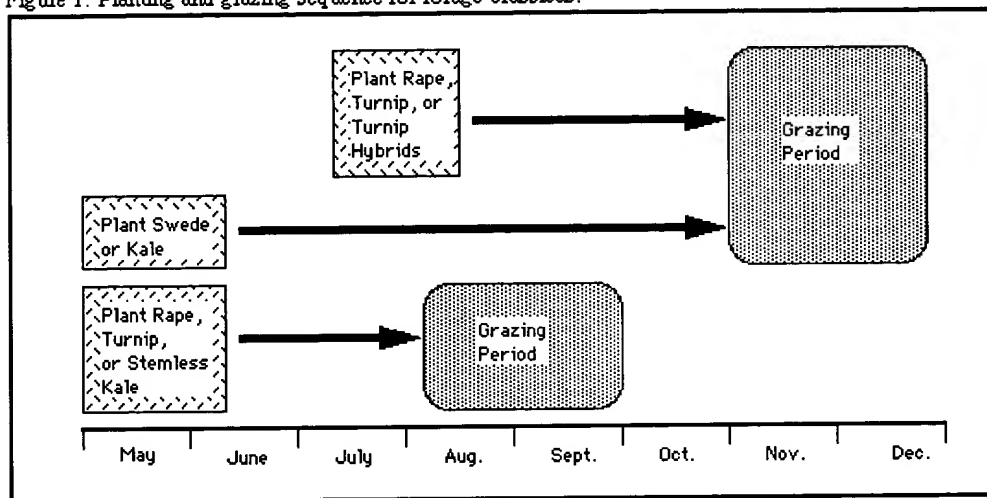 Figure 1. Planting and grazing sequence for forage brassicas.
Plant Rape,
Turnip, or
Turnip
Hybrids
Grazing
Period
Plant Swede
or Kale
Plant Rape,
Turnip,
or Stemless
Kale
Grazing
Period
May June July Aug. Sept. Oct. Nov. Dec.